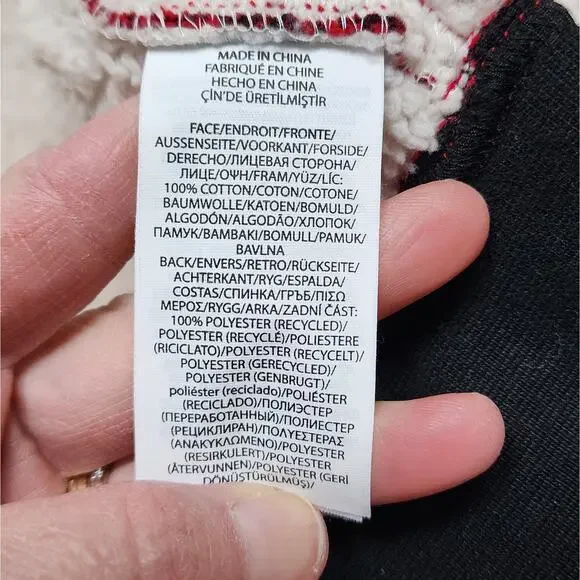 MADE IN CHINA
FABRIQUÉ EN CHINE
HECHO EN CHINA
ÇİN'DE ÜRETİLMİŞTİR
FACE/ENDROIT/FRONTE/
AUSSENSEITE/VOORKANT/FORSIDE/
DERECHO/ЛИЦЕВАЯ СТОРОНА/
ЛИЦЕ/ΟΨΗ/FRAM/YÜZ/LÍC:
100% COTTON/COTON/COTONE/
BAUMWOLLE/KATOEN/BOMULD/
ALGODÓN/ALGODÃO/ХЛОПОК/
ПАМУК/ΒΑΜΒΑΚΙ/BOMULL/PAMUK/
BAVLNA
BACK/ENVERS/RETRO/RÜCKSEITE/
ACHTERKANT/RYG/ESPALDA/
COSTAS/СПИНКА/ГРЪБ/ΠΙΣΩ
ΜΕΡΟΣ/RYGG/ARKA/ZADNÍ ČÁST:
100% POLYESTER (RECYCLED)/
POLYESTER (RECYCLÉ)/POLIESTERE
(RICICLATO)/POLYESTER (RECYCELT)/
POLYESTER (GERECYCLED)/
POLYESTER (GENBRUGT)/
poliéster (reciclado)/POLIÉSTER
(RECICLADO)/ПОЛИЭСТЕР
(ПЕРЕРАБОТАННЫЙ)/ПОЛИЕСТЕР
(РЕЦИКЛИРАН)/ΠΟΛΥΕΣΤΕΡΑΣ
(ΑΝΑΚΥΚΛΩΜΕΝΟ)/POLYESTER
(RESIRKULERT)/POLYESTER
(ÅTERVUNNEN)/POLYESTER (GERİ
DÖNÜŞTÜRÜLMÜŞ)/